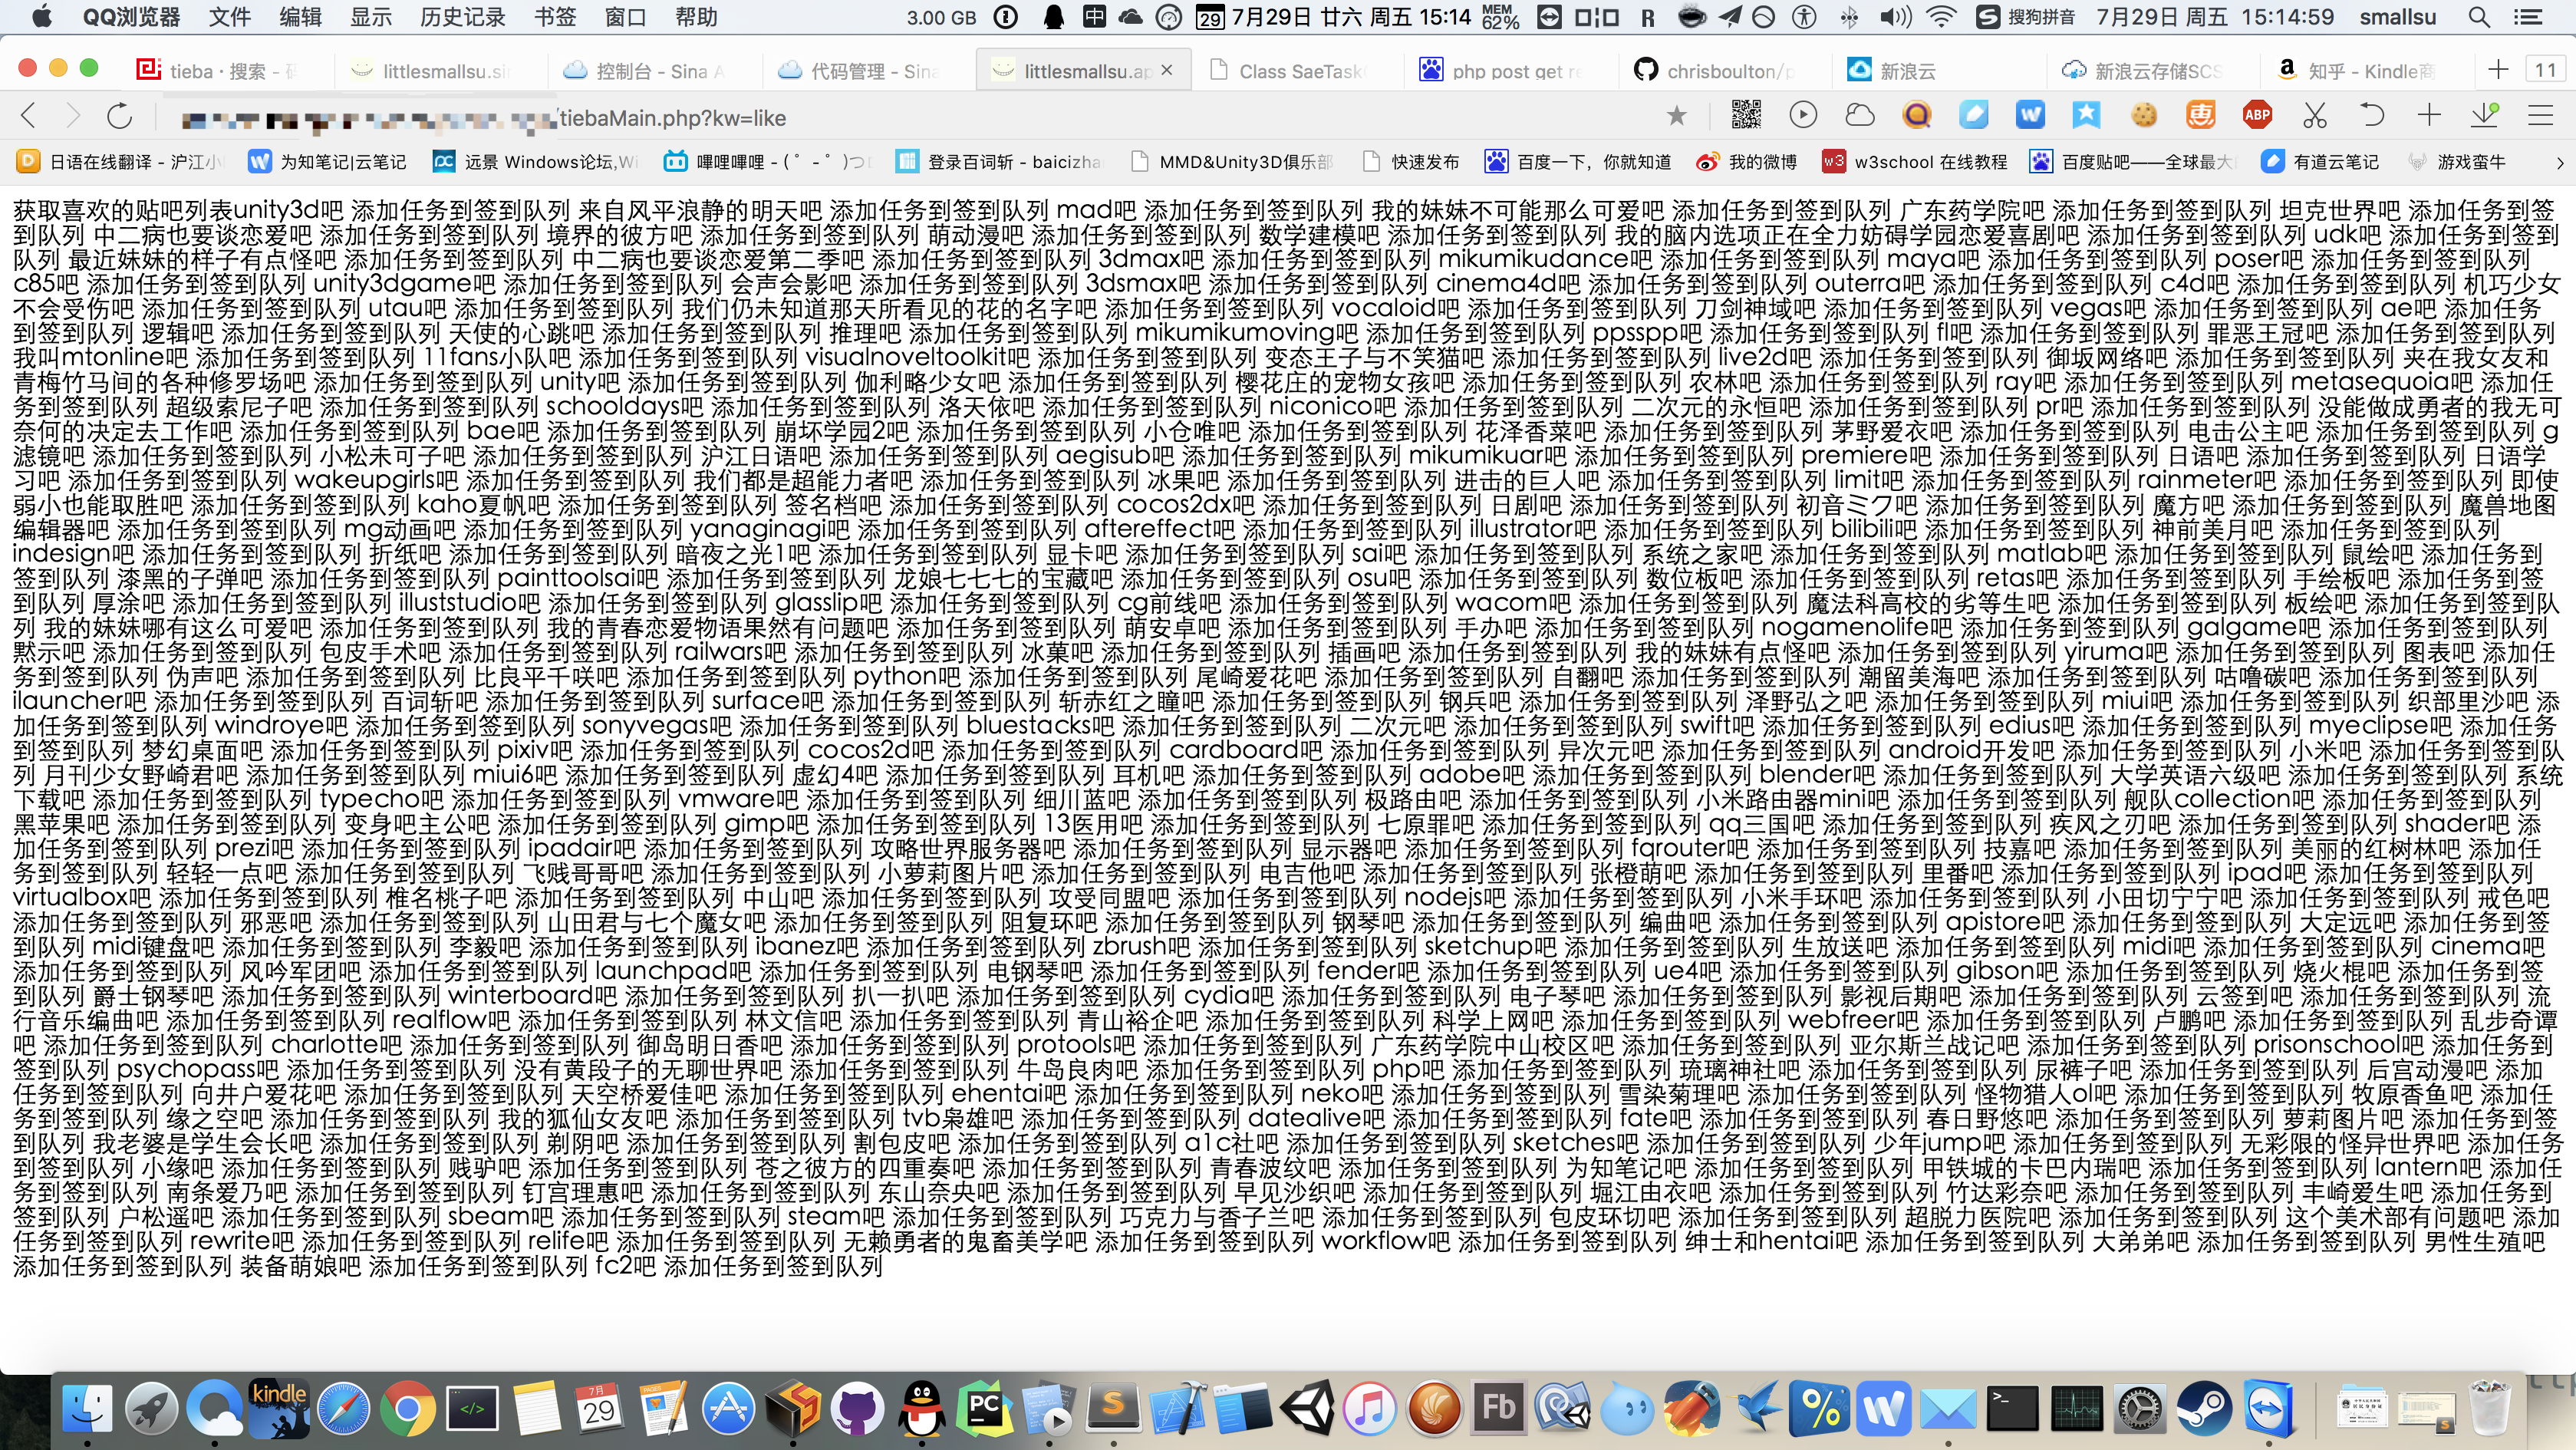 QQ浏览器 文件 编辑 显示 历史记录 书签 窗口 帮助 3.00 GB 中 29 7月29日 廿六 周五 15:14 MEM 62% R 搜狗拼音 7月29日 周五 15:14:59 smallsu
tieba · 搜索 - littlesmallsu.sin 控制台 - Sina A 代码管理 - Sina littlesmallsu.ap Class SaeTask php post get re chrisboulton/p 新浪云 新浪云存储SCS 知乎 - Kindle商 11
/tiebaMain.php?kw=like
日语在线翻译 - 沪江小 为知笔记|云笔记 远景 Windows论坛,Wi 哔哩哔哩 - ( ゜- ゜)つ 登录百词斩 - baicizha MMD&Unity3D俱乐部 快速发布 百度一下，你就知道 我的微博 w3school 在线教程 百度贴吧——全球最大 有道云笔记 游戏蛮牛
获取喜欢的贴吧列表unity3d吧 添加任务到签到队列 来自风平浪静的明天吧 添加任务到签到队列 mad吧 添加任务到签到队列 我的妹妹不可能那么可爱吧 添加任务到签到队列 广东药学院吧 添加任务到签到队列 坦克世界吧 添加任务到签
到队列 中二病也要谈恋爱吧 添加任务到签到队列 境界的彼方吧 添加任务到签到队列 萌动漫吧 添加任务到签到队列 数学建模吧 添加任务到签到队列 我的脑内选项正在全力妨碍学园恋爱喜剧吧 添加任务到签到队列 udk吧 添加任务到签到
队列 最近妹妹的样子有点怪吧 添加任务到签到队列 中二病也要谈恋爱第二季吧 添加任务到签到队列 3dmax吧 添加任务到签到队列 mikumikudance吧 添加任务到签到队列 maya吧 添加任务到签到队列 poser吧 添加任务到签到队列
c85吧 添加任务到签到队列 unity3dgame吧 添加任务到签到队列 会声会影吧 添加任务到签到队列 3dsmax吧 添加任务到签到队列 cinema4d吧 添加任务到签到队列 outerra吧 添加任务到签到队列 c4d吧 添加任务到签到队列 机巧少女
不会受伤吧 添加任务到签到队列 utau吧 添加任务到签到队列 我们仍未知道那天所看见的花的名字吧 添加任务到签到队列 vocaloid吧 添加任务到签到队列 刀剑神域吧 添加任务到签到队列 vegas吧 添加任务到签到队列 ae吧 添加任务
到签到队列 逻辑吧 添加任务到签到队列 天使的心跳吧 添加任务到签到队列 推理吧 添加任务到签到队列 mikumikumoving吧 添加任务到签到队列 ppsspp吧 添加任务到签到队列 fl吧 添加任务到签到队列 罪恶王冠吧 添加任务到签到队列
我叫mtonline吧 添加任务到签到队列 11fans小队吧 添加任务到签到队列 visualnoveltoolkit吧 添加任务到签到队列 变态王子与不笑猫吧 添加任务到签到队列 live2d吧 添加任务到签到队列 御坂网络吧 添加任务到签到队列 夹在我女友和
青梅竹马间的各种修罗场吧 添加任务到签到队列 unity吧 添加任务到签到队列 伽利略少女吧 添加任务到签到队列 樱花庄的宠物女孩吧 添加任务到签到队列 农林吧 添加任务到签到队列 ray吧 添加任务到签到队列 metasequoia吧 添加任
务到签到队列 超级索尼子吧 添加任务到签到队列 schooldays吧 添加任务到签到队列 洛天依吧 添加任务到签到队列 niconico吧 添加任务到签到队列 二次元的永恒吧 添加任务到签到队列 pr吧 添加任务到签到队列 没能做成勇者的我无可
奈何的决定去工作吧 添加任务到签到队列 bae吧 添加任务到签到队列 崩坏学园2吧 添加任务到签到队列 小仓唯吧 添加任务到签到队列 花泽香菜吧 添加任务到签到队列 茅野爱衣吧 添加任务到签到队列 电击公主吧 添加任务到签到队列 g
滤镜吧 添加任务到签到队列 小松未可子吧 添加任务到签到队列 沪江日语吧 添加任务到签到队列 aegisub吧 添加任务到签到队列 mikumikuar吧 添加任务到签到队列 premiere吧 添加任务到签到队列 日语吧 添加任务到签到队列 日语学
习吧 添加任务到签到队列 wakeupgirls吧 添加任务到签到队列 我们都是超能力者吧 添加任务到签到队列 冰果吧 添加任务到签到队列 进击的巨人吧 添加任务到签到队列 limit吧 添加任务到签到队列 rainmeter吧 添加任务到签到队列 即使
弱小也能取胜吧 添加任务到签到队列 kaho夏帆吧 添加任务到签到队列 签名档吧 添加任务到签到队列 cocos2dx吧 添加任务到签到队列 日剧吧 添加任务到签到队列 初音ミク吧 添加任务到签到队列 魔方吧 添加任务到签到队列 魔兽地图
编辑器吧 添加任务到签到队列 mg动画吧 添加任务到签到队列 yanaginagi吧 添加任务到签到队列 aftereffect吧 添加任务到签到队列 illustrator吧 添加任务到签到队列 bilibili吧 添加任务到签到队列 神前美月吧 添加任务到签到队列
indesign吧 添加任务到签到队列 折纸吧 添加任务到签到队列 暗夜之光1吧 添加任务到签到队列 显卡吧 添加任务到签到队列 sai吧 添加任务到签到队列 系统之家吧 添加任务到签到队列 matlab吧 添加任务到签到队列 鼠绘吧 添加任务到
签到队列 漆黑的子弹吧 添加任务到签到队列 painttoolsai吧 添加任务到签到队列 龙娘七七七的宝藏吧 添加任务到签到队列 osu吧 添加任务到签到队列 数位板吧 添加任务到签到队列 retas吧 添加任务到签到队列 手绘板吧 添加任务到签
到队列 厚涂吧 添加任务到签到队列 illuststudio吧 添加任务到签到队列 glasslip吧 添加任务到签到队列 cg前线吧 添加任务到签到队列 wacom吧 添加任务到签到队列 魔法科高校的劣等生吧 添加任务到签到队列 板绘吧 添加任务到签到队
列 我的妹妹哪有这么可爱吧 添加任务到签到队列 我的青春恋爱物语果然有问题吧 添加任务到签到队列 萌安卓吧 添加任务到签到队列 手办吧 添加任务到签到队列 nogamenolife吧 添加任务到签到队列 galgame吧 添加任务到签到队列
默示吧 添加任务到签到队列 包皮手术吧 添加任务到签到队列 railwars吧 添加任务到签到队列 冰菓吧 添加任务到签到队列 插画吧 添加任务到签到队列 我的妹妹有点怪吧 添加任务到签到队列 yiruma吧 添加任务到签到队列 图表吧 添加任
务到签到队列 伪声吧 添加任务到签到队列 比良平千咲吧 添加任务到签到队列 python吧 添加任务到签到队列 尾崎爱花吧 添加任务到签到队列 自翻吧 添加任务到签到队列 潮留美海吧 添加任务到签到队列 咕噜碳吧 添加任务到签到队列
ilauncher吧 添加任务到签到队列 百词斩吧 添加任务到签到队列 surface吧 添加任务到签到队列 斩赤红之瞳吧 添加任务到签到队列 钢兵吧 添加任务到签到队列 泽野弘之吧 添加任务到签到队列 miui吧 添加任务到签到队列 织部里沙吧 添
加任务到签到队列 windroye吧 添加任务到签到队列 sonyvegas吧 添加任务到签到队列 bluestacks吧 添加任务到签到队列 二次元吧 添加任务到签到队列 swift吧 添加任务到签到队列 edius吧 添加任务到签到队列 myeclipse吧 添加任务
到签到队列 梦幻桌面吧 添加任务到签到队列 pixiv吧 添加任务到签到队列 cocos2d吧 添加任务到签到队列 cardboard吧 添加任务到签到队列 异次元吧 添加任务到签到队列 android开发吧 添加任务到签到队列 小米吧 添加任务到签到队
列 月刊少女野崎君吧 添加任务到签到队列 miui6吧 添加任务到签到队列 虚幻4吧 添加任务到签到队列 耳机吧 添加任务到签到队列 adobe吧 添加任务到签到队列 blender吧 添加任务到签到队列 大学英语六级吧 添加任务到签到队列 系统
下载吧 添加任务到签到队列 typecho吧 添加任务到签到队列 vmware吧 添加任务到签到队列 细川蓝吧 添加任务到签到队列 极路由吧 添加任务到签到队列 小米路由器mini吧 添加任务到签到队列 舰队collection吧 添加任务到签到队列
黑苹果吧 添加任务到签到队列 变身吧主公吧 添加任务到签到队列 gimp吧 添加任务到签到队列 13医用吧 添加任务到签到队列 七原罪吧 添加任务到签到队列 qq三国吧 添加任务到签到队列 疾风之刃吧 添加任务到签到队列 shader吧 添
加任务到签到队列 prezi吧 添加任务到签到队列 ipadair吧 添加任务到签到队列 攻略世界服务器吧 添加任务到签到队列 显示器吧 添加任务到签到队列 fqrouter吧 添加任务到签到队列 技嘉吧 添加任务到签到队列 美丽的红树林吧 添加任
务到签到队列 轻轻一点吧 添加任务到签到队列 飞贱哥哥吧 添加任务到签到队列 小萝莉图片吧 添加任务到签到队列 电吉他吧 添加任务到签到队列 张橙萌吧 添加任务到签到队列 里番吧 添加任务到签到队列 ipad吧 添加任务到签到队列
virtualbox吧 添加任务到签到队列 椎名桃子吧 添加任务到签到队列 中山吧 添加任务到签到队列 攻受同盟吧 添加任务到签到队列 nodejs吧 添加任务到签到队列 小米手环吧 添加任务到签到队列 小田切宁宁吧 添加任务到签到队列 戒色吧
添加任务到签到队列 邪恶吧 添加任务到签到队列 山田君与七个魔女吧 添加任务到签到队列 阻复环吧 添加任务到签到队列 钢琴吧 添加任务到签到队列 编曲吧 添加任务到签到队列 apistore吧 添加任务到签到队列 大定远吧 添加任务到签
到队列 midi键盘吧 添加任务到签到队列 李毅吧 添加任务到签到队列 ibanez吧 添加任务到签到队列 zbrush吧 添加任务到签到队列 sketchup吧 添加任务到签到队列 生放送吧 添加任务到签到队列 midi吧 添加任务到签到队列 cinema吧
添加任务到签到队列 风吟军团吧 添加任务到签到队列 launchpad吧 添加任务到签到队列 电钢琴吧 添加任务到签到队列 fender吧 添加任务到签到队列 ue4吧 添加任务到签到队列 gibson吧 添加任务到签到队列 烧火棍吧 添加任务到签
到队列 爵士钢琴吧 添加任务到签到队列 winterboard吧 添加任务到签到队列 扒一扒吧 添加任务到签到队列 cydia吧 添加任务到签到队列 电子琴吧 添加任务到签到队列 影视后期吧 添加任务到签到队列 云签到吧 添加任务到签到队列 流
行音乐编曲吧 添加任务到签到队列 realflow吧 添加任务到签到队列 林文信吧 添加任务到签到队列 青山裕企吧 添加任务到签到队列 科学上网吧 添加任务到签到队列 webfreer吧 添加任务到签到队列 卢鹏吧 添加任务到签到队列 乱步奇谭
吧 添加任务到签到队列 charlotte吧 添加任务到签到队列 御岛明日香吧 添加任务到签到队列 protools吧 添加任务到签到队列 广东药学院中山校区吧 添加任务到签到队列 亚尔斯兰战记吧 添加任务到签到队列 prisonschool吧 添加任务到
签到队列 psychopass吧 添加任务到签到队列 没有黄段子的无聊世界吧 添加任务到签到队列 牛岛良肉吧 添加任务到签到队列 php吧 添加任务到签到队列 琉璃神社吧 添加任务到签到队列 尿裤子吧 添加任务到签到队列 后宫动漫吧 添加
任务到签到队列 向井户爱花吧 添加任务到签到队列 天空桥爱佳吧 添加任务到签到队列 ehentai吧 添加任务到签到队列 neko吧 添加任务到签到队列 雪染菊理吧 添加任务到签到队列 怪物猎人ol吧 添加任务到签到队列 牧原香鱼吧 添加任
务到签到队列 缘之空吧 添加任务到签到队列 我的狐仙女友吧 添加任务到签到队列 tvb枭雄吧 添加任务到签到队列 datealive吧 添加任务到签到队列 fate吧 添加任务到签到队列 春日野悠吧 添加任务到签到队列 萝莉图片吧 添加任务到签
到队列 我老婆是学生会长吧 添加任务到签到队列 剃阴吧 添加任务到签到队列 割包皮吧 添加任务到签到队列 a1c社吧 添加任务到签到队列 sketches吧 添加任务到签到队列 少年jump吧 添加任务到签到队列 无彩限的怪异世界吧 添加任务
到签到队列 小缘吧 添加任务到签到队列 贱驴吧 添加任务到签到队列 苍之彼方的四重奏吧 添加任务到签到队列 青春波纹吧 添加任务到签到队列 为知笔记吧 添加任务到签到队列 甲铁城的卡巴内瑞吧 添加任务到签到队列 lantern吧 添加任
务到签到队列 南条爱乃吧 添加任务到签到队列 钉宫理惠吧 添加任务到签到队列 东山奈央吧 添加任务到签到队列 早见沙织吧 添加任务到签到队列 堀江由衣吧 添加任务到签到队列 竹达彩奈吧 添加任务到签到队列 丰崎爱生吧 添加任务到
签到队列 户松遥吧 添加任务到签到队列 sbeam吧 添加任务到签到队列 steam吧 添加任务到签到队列 巧克力与香子兰吧 添加任务到签到队列 包皮环切吧 添加任务到签到队列 超脱力医院吧 添加任务到签到队列 这个美术部有问题吧 添加
任务到签到队列 rewrite吧 添加任务到签到队列 relife吧 添加任务到签到队列 无赖勇者的鬼畜美学吧 添加任务到签到队列 workflow吧 添加任务到签到队列 绅士和hentai吧 添加任务到签到队列 大弟弟吧 添加任务到签到队列 男性生殖吧
添加任务到签到队列 装备萌娘吧 添加任务到签到队列 fc2吧 添加任务到签到队列
kindle 7月 29 PAGES PC S Fb % W